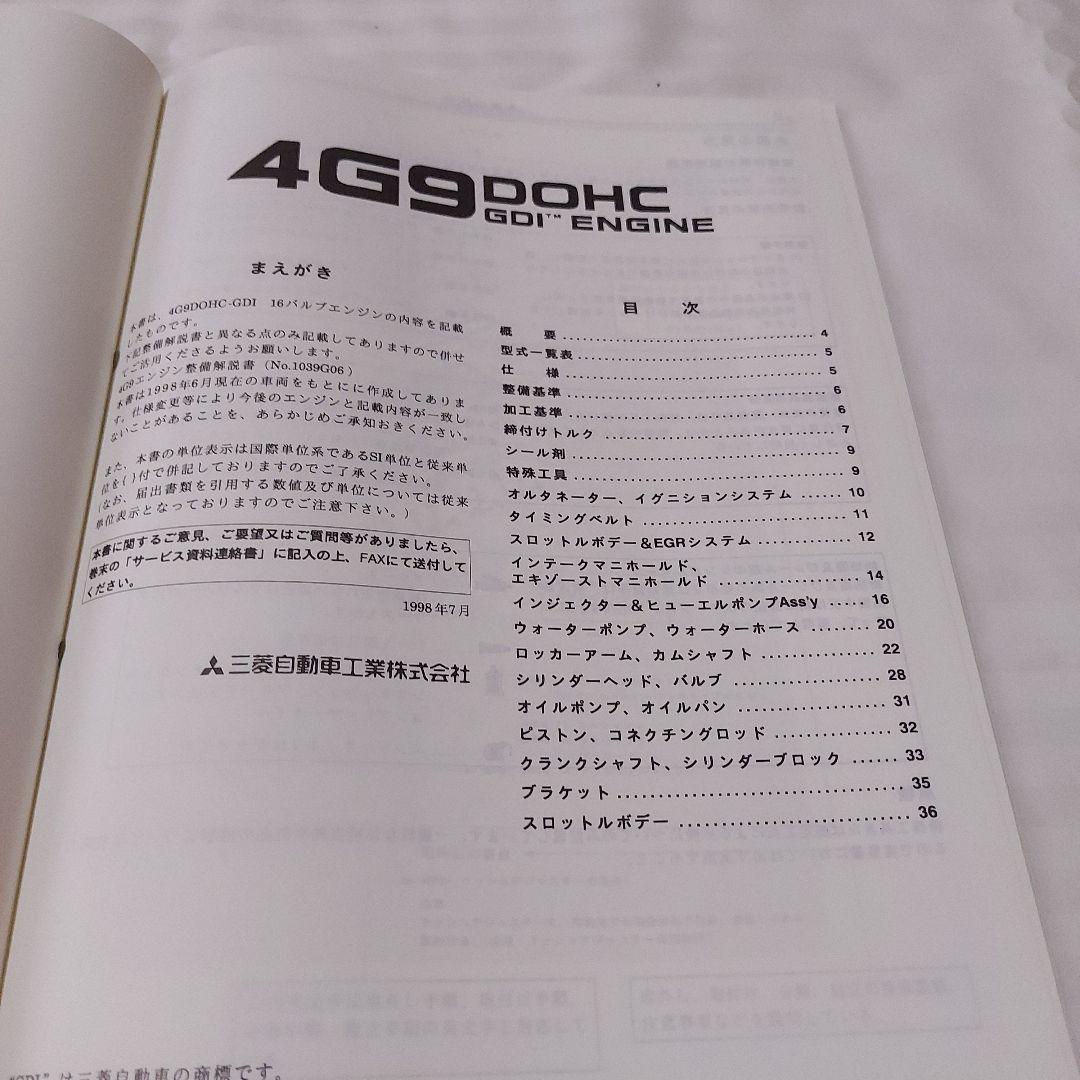 4G9 DOHC
GDI™ ENGINE
まえがき
本書は、4G9DOHC-GDI 16バルブエンジンの内容を記載
したものです。
下記整備解説書と異なる点のみ記載してありますので併せ
てご活用くださるようお願いします。
4G9エンジン整備解説書 (No.1039G06)
本書は1998年6月現在の車両をもとにに作成してありま
す。仕様変更等により今後のエンジンと記載内容が一致し
ないことがあることを、あらかじめご承知おきください。
また、本書の単位表示は国際単位系であるSI単位と従来単
位を( )付で併記しておりますのでご了承ください。
(なお、届出書類を引用する数値及び単位については従来
単位表示となっておりますのでご注意下さい。)
本書に関するご意見、ご要望又はご質問等がありましたら、
巻末の「サービス資料連絡書」に記入の上、FAXにて送付して
ください。
1998年7月
三菱自動車工業株式会社
目 次
概 要 ........ 4
型式一覧表 ........ 5
仕 様 ........ 5
整備基準 ........ 6
加工基準 ........ 6
締付けトルク ........ 7
シール剤 ........ 9
特殊工具 ........ 9
オルタネーター、イグニションシステム ...... 10
タイミングベルト ........ 11
スロットルボデー&EGRシステム ........ 12
インテークマニホールド、
エキゾーストマニホールド ........ 14
インジェクター&ヒューエルポンプAss'y ..... 16
ウォーターポンプ、ウォーターホース ........ 20
ロッカーアーム、カムシャフト ........ 22
シリンダーヘッド、バルブ ........ 28
オイルポンプ、オイルパン ........ 31
ピストン、コネクチングロッド ........ 32
クランクシャフト、シリンダーブロック ...... 33
ブラケット ........ 35
スロットルボデー ........ 36
"GDI" は三菱自動車の商標です。